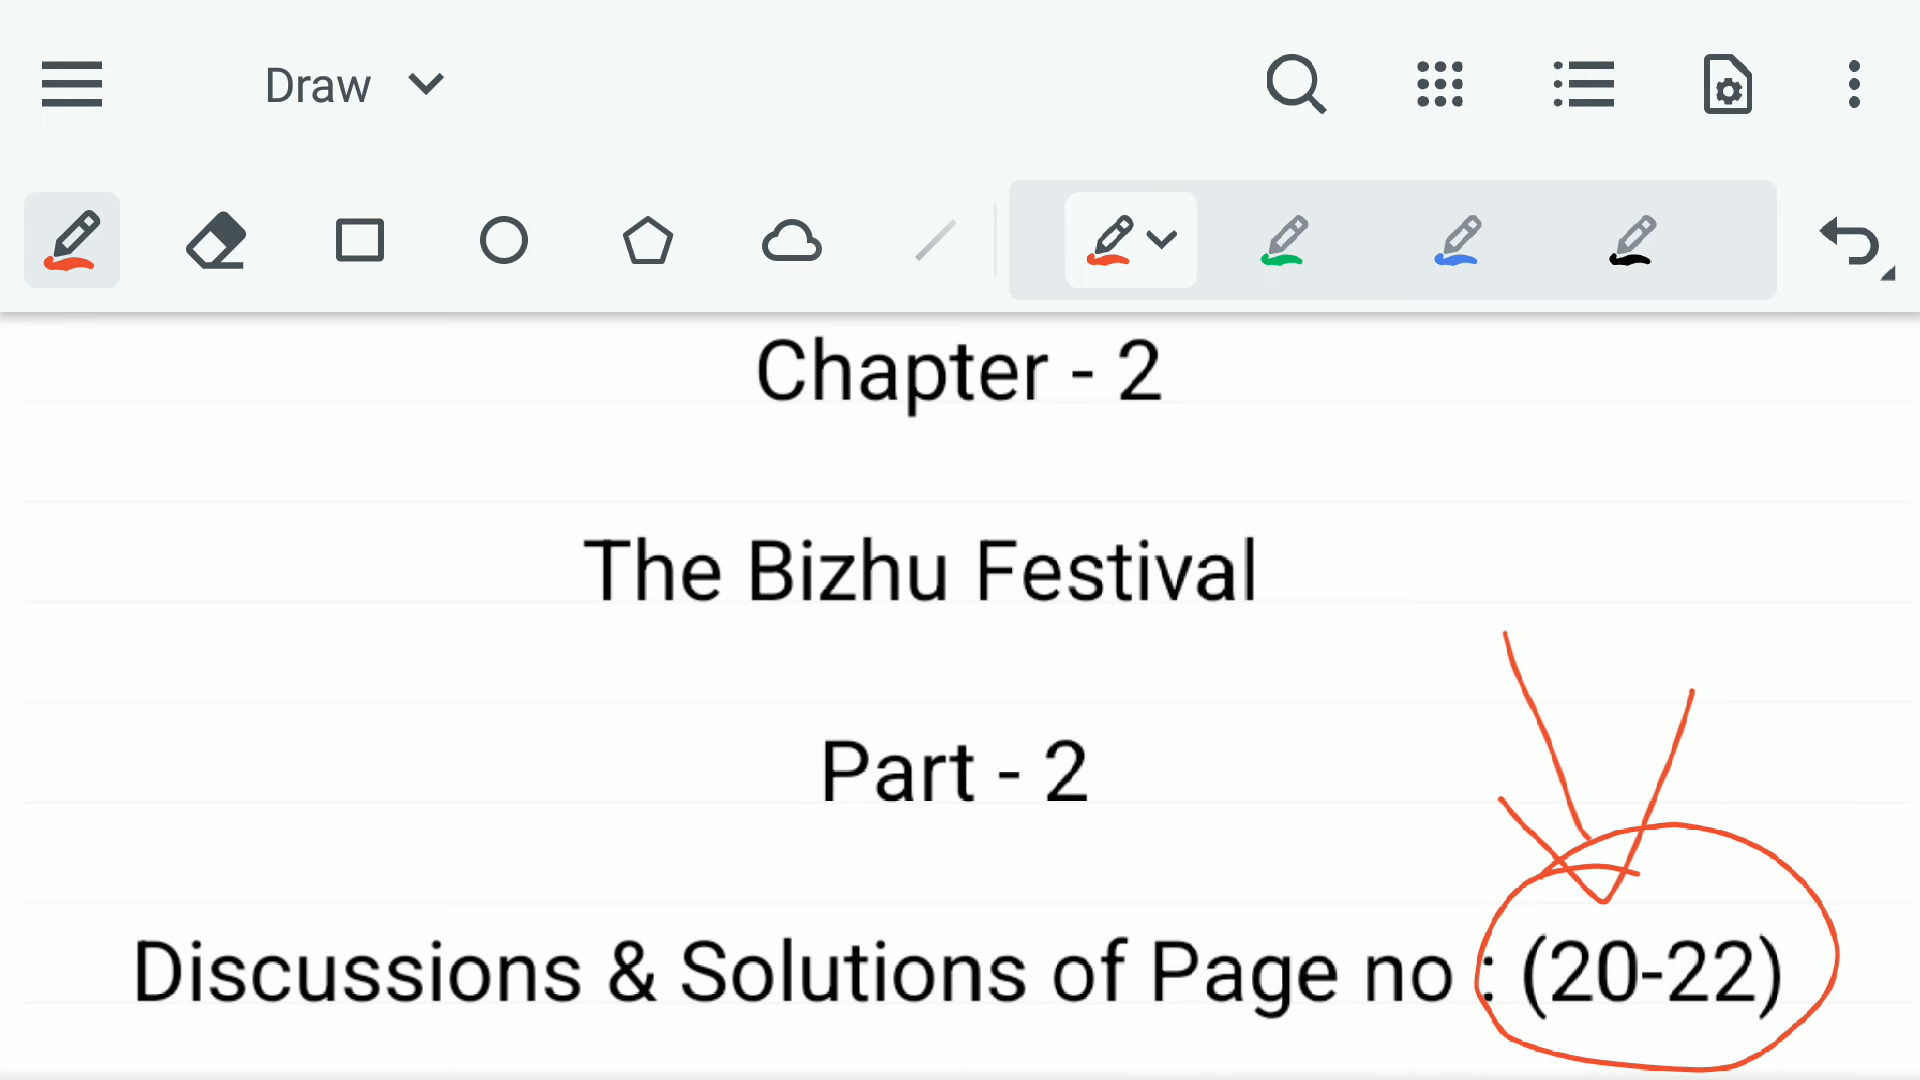 Draw
Chapter - 2
The Bizhu Festival
Part - 2
Discussions & Solutions of Page no : (20-22)